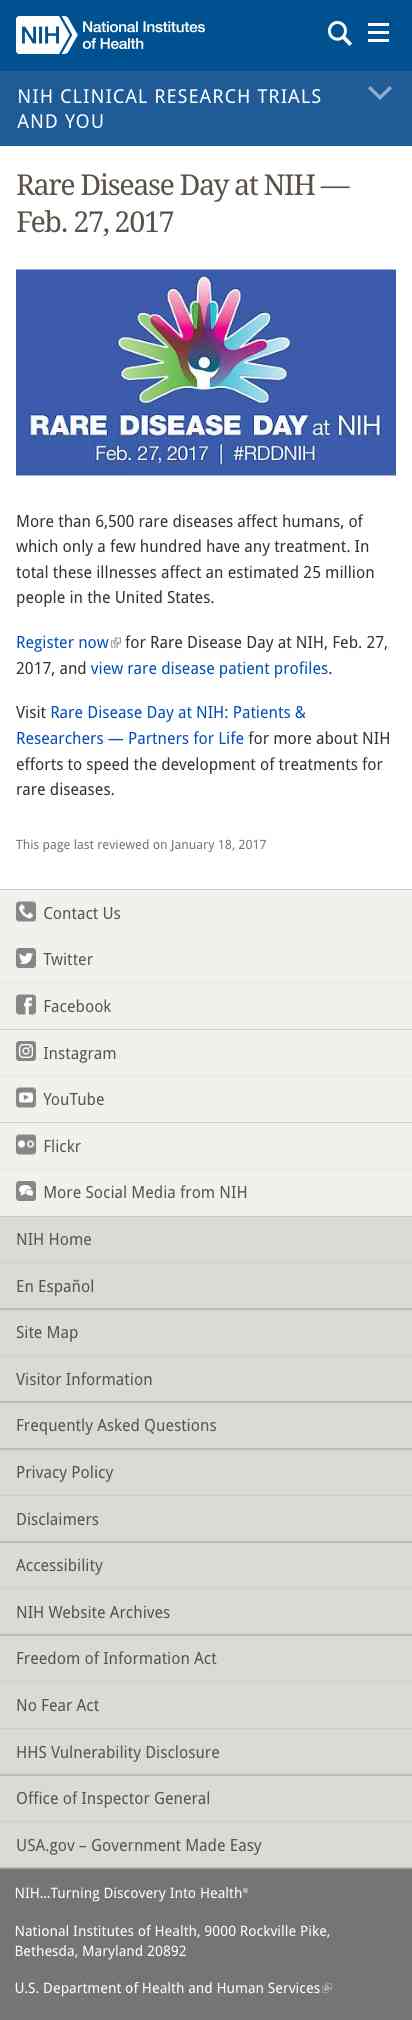 NIH National Institutes
of Health
NIH CLINICAL RESEARCH TRIALS
AND YOU
Rare Disease Day at NIH —
Feb. 27, 2017
RARE DISEASE DAY at NIH
Feb. 27, 2017 | #RDDNIH
More than 6,500 rare diseases affect humans, of
which only a few hundred have any treatment. In
total these illnesses affect an estimated 25 million
people in the United States.
Register now for Rare Disease Day at NIH, Feb. 27,
2017, and view rare disease patient profiles.
Visit Rare Disease Day at NIH: Patients &
Researchers — Partners for Life for more about NIH
efforts to speed the development of treatments for
rare diseases.
This page last reviewed on January 18, 2017
Contact Us
Twitter
Facebook
Instagram
YouTube
Flickr
More Social Media from NIH
NIH Home
En Español
Site Map
Visitor Information
Frequently Asked Questions
Privacy Policy
Disclaimers
Accessibility
NIH Website Archives
Freedom of Information Act
No Fear Act
HHS Vulnerability Disclosure
Office of Inspector General
USA.gov – Government Made Easy
NIH...Turning Discovery Into Health®
National Institutes of Health, 9000 Rockville Pike,
Bethesda, Maryland 20892
U.S. Department of Health and Human Services